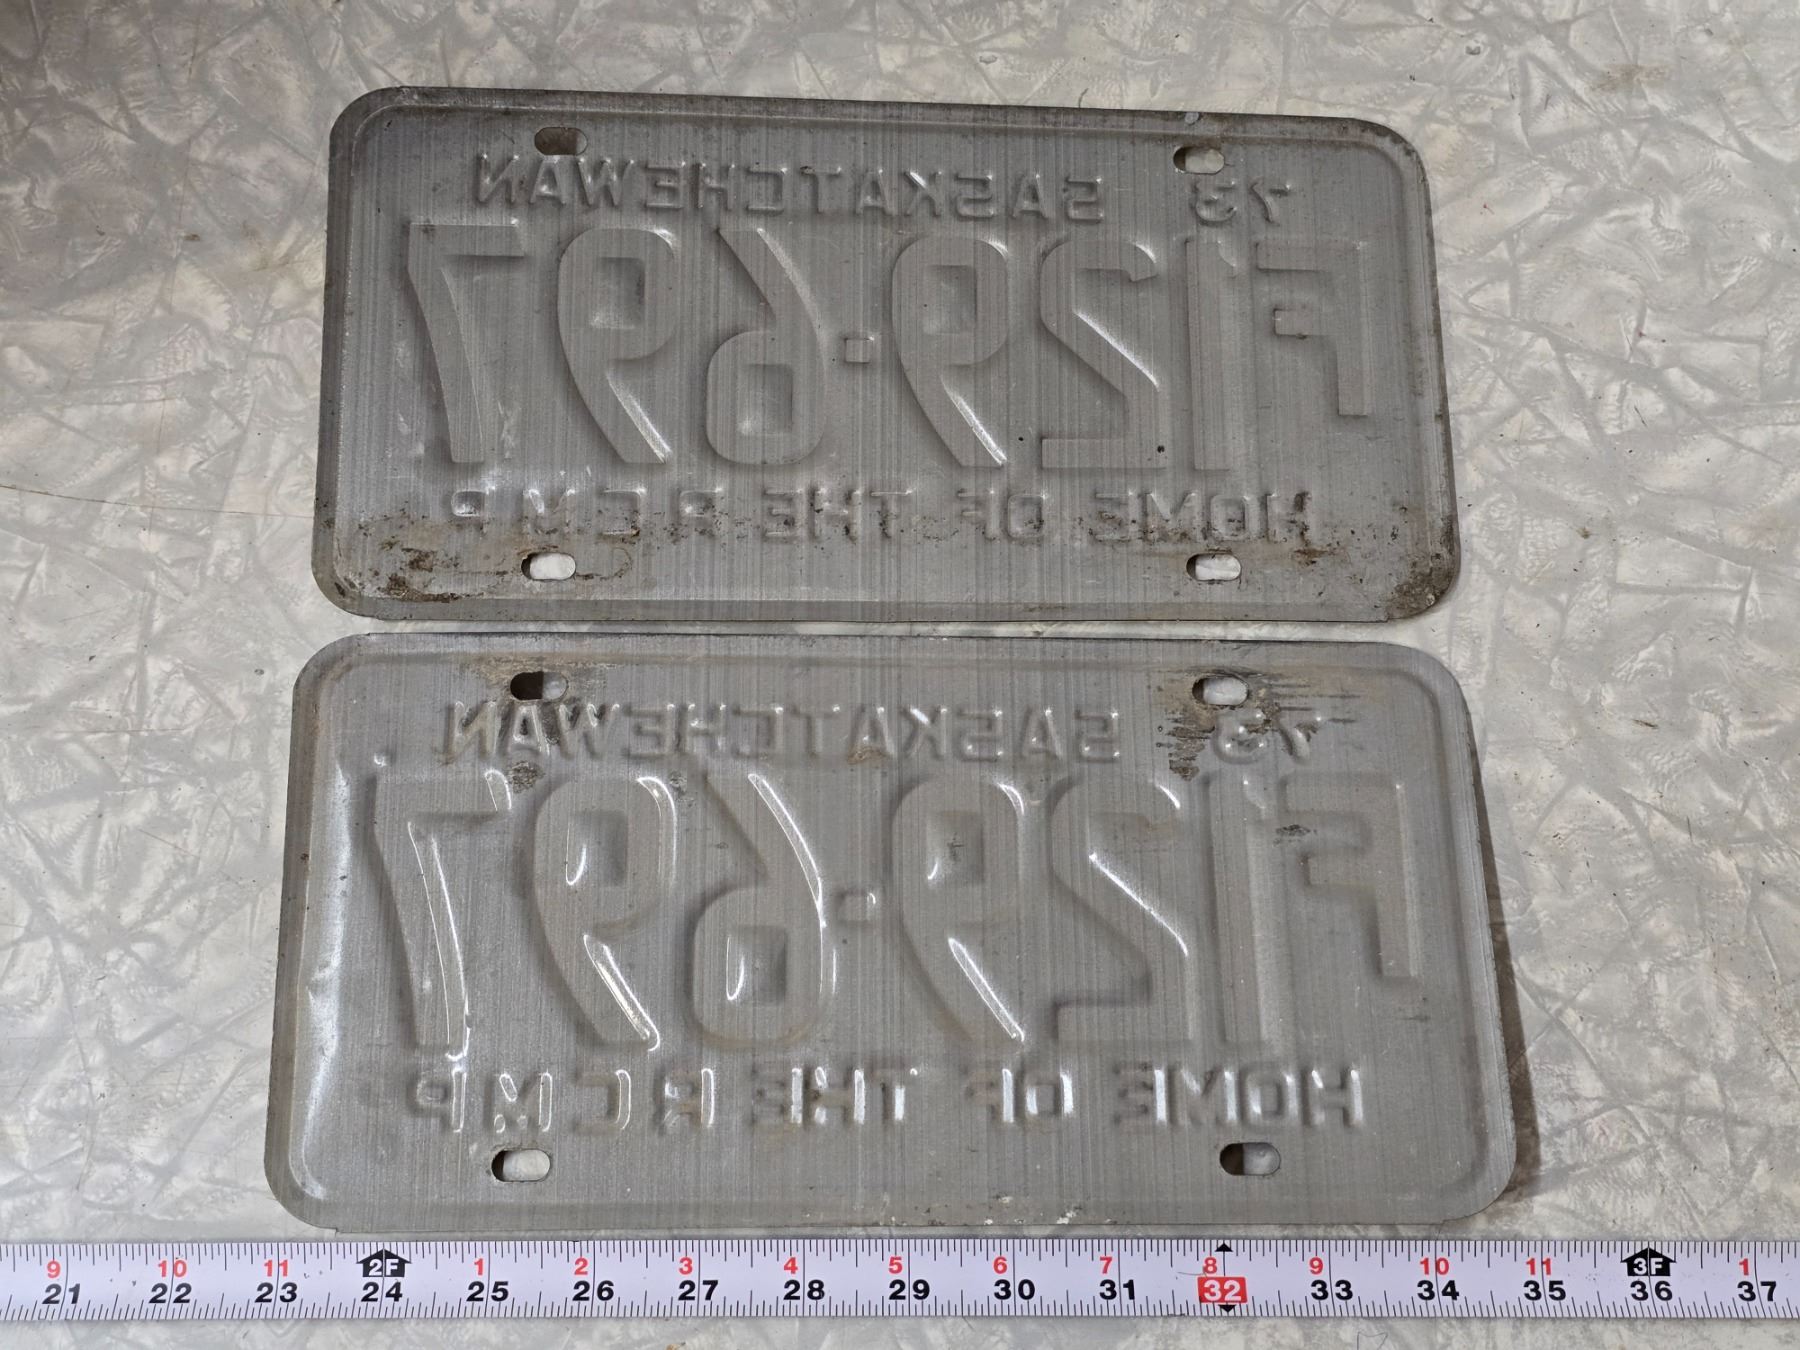 73 SASKATCHEWAN
F129-697
HOME OF THE R C M P
73 SASKATCHEWAN
F129-697
HOME OF THE R C M P
9 10 11 2F 1 2 3 4 5 6 7 8 9 10 11 3F 1
21 22 23 24 25 26 27 28 29 30 31 32 33 34 35 36 37